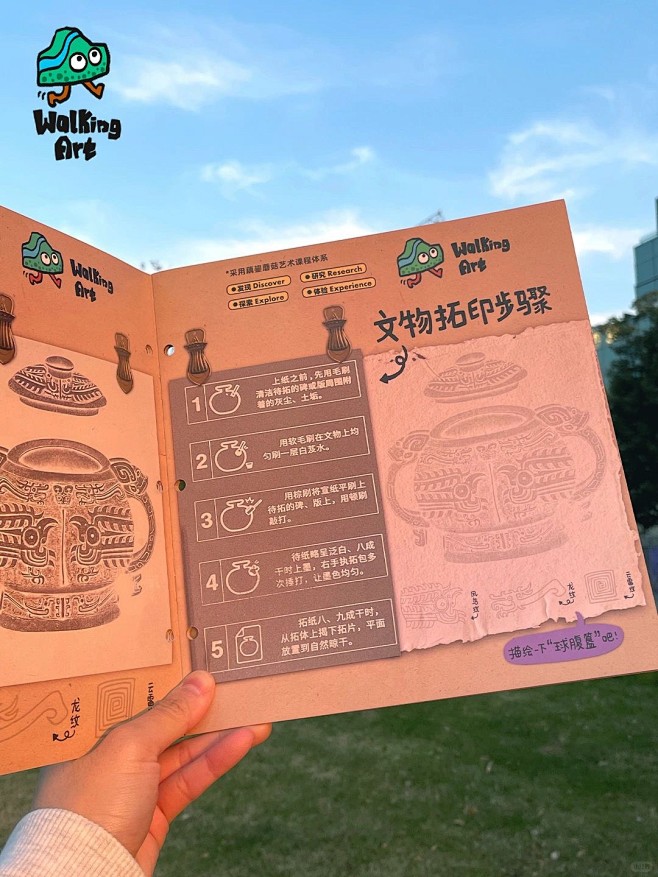 Walking
Art
Walking
Art
*采用蘑菇艺术课程体系
发现 Discover
研究 Research
探索 Explore
体验 Experience
Walking
Art
文物拓印步骤
1
上纸之前,先用毛刷
清洁待拓的碑或版周围附
着的灰尘、土垢。
2
用软毛刷在文物上均
匀刷一层白芨水。
3
用棕刷将宣纸平刷上
待拓的碑、版上,用顿刷
敲打。
4
待纸略呈泛白、八成
干时上墨,右手执拓包多
次捶打,让墨色均匀。
5
拓纸八、九成干时,
从拓体上揭下拓片,平面
放置到自然晾干。
龙纹
云雷纹
描绘一下“球腹簋”吧!
龙纹